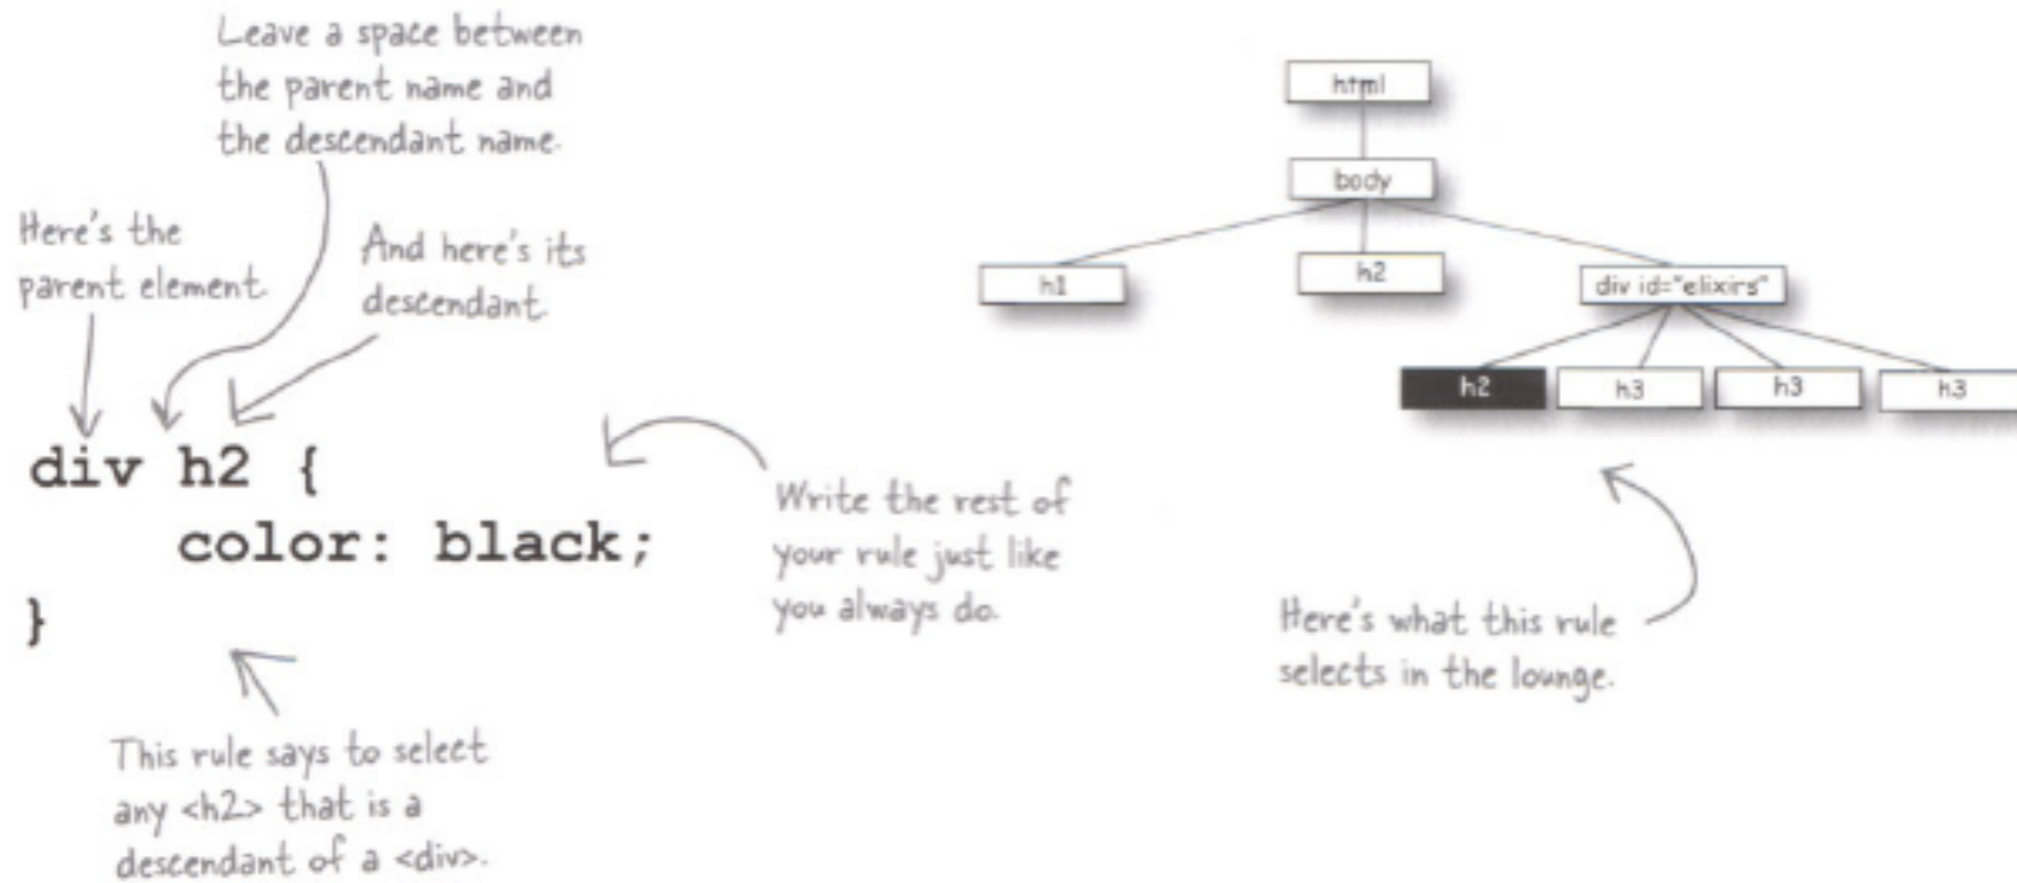 Leave a space between
the parent name and
the descendant name.
Here's the
parent element.
And here's its
descendant.
div h2 {
color: black;
}
Write the rest of
your rule just like
you always do.
This rule says to select
any <h2> that is a
descendant of a <div>.
html
body
h1
h2
div id="elixirs"
h2
h3
h3
h3
Here's what this rule
selects in the lounge.